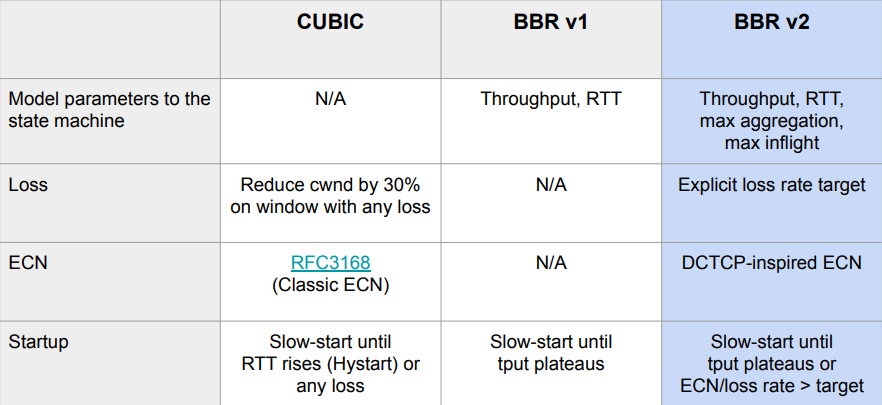 CUBIC
BBR v1
BBR v2
Model parameters to the
state machine
N/A
Throughput, RTT
Throughput, RTT,
max aggregation,
max inflight
Loss
Reduce cwnd by 30%
on window with any loss
N/A
Explicit loss rate target
ECN
RFC3168
(Classic ECN)
N/A
DCTCP-inspired ECN
Startup
Slow-start until
RTT rises (Hystart) or
any loss
Slow-start until
tput plateaus
Slow-start until
tput plateaus or
ECN/loss rate > target